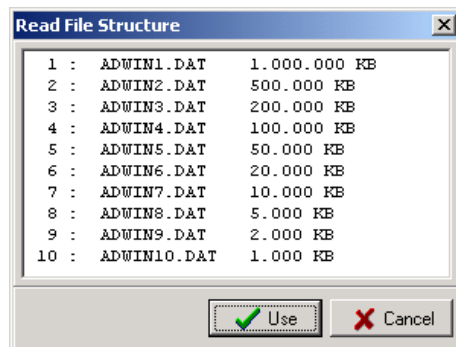 Read File Structure
1 : ADWIN1.DAT 1.000.000 KB
2 : ADWIN2.DAT 500.000 KB
3 : ADWIN3.DAT 200.000 KB
4 : ADWIN4.DAT 100.000 KB
5 : ADWIN5.DAT 50.000 KB
6 : ADWIN6.DAT 20.000 KB
7 : ADWIN7.DAT 10.000 KB
8 : ADWIN8.DAT 5.000 KB
9 : ADWIN9.DAT 2.000 KB
10 : ADWIN10.DAT 1.000 KB
Use Cancel